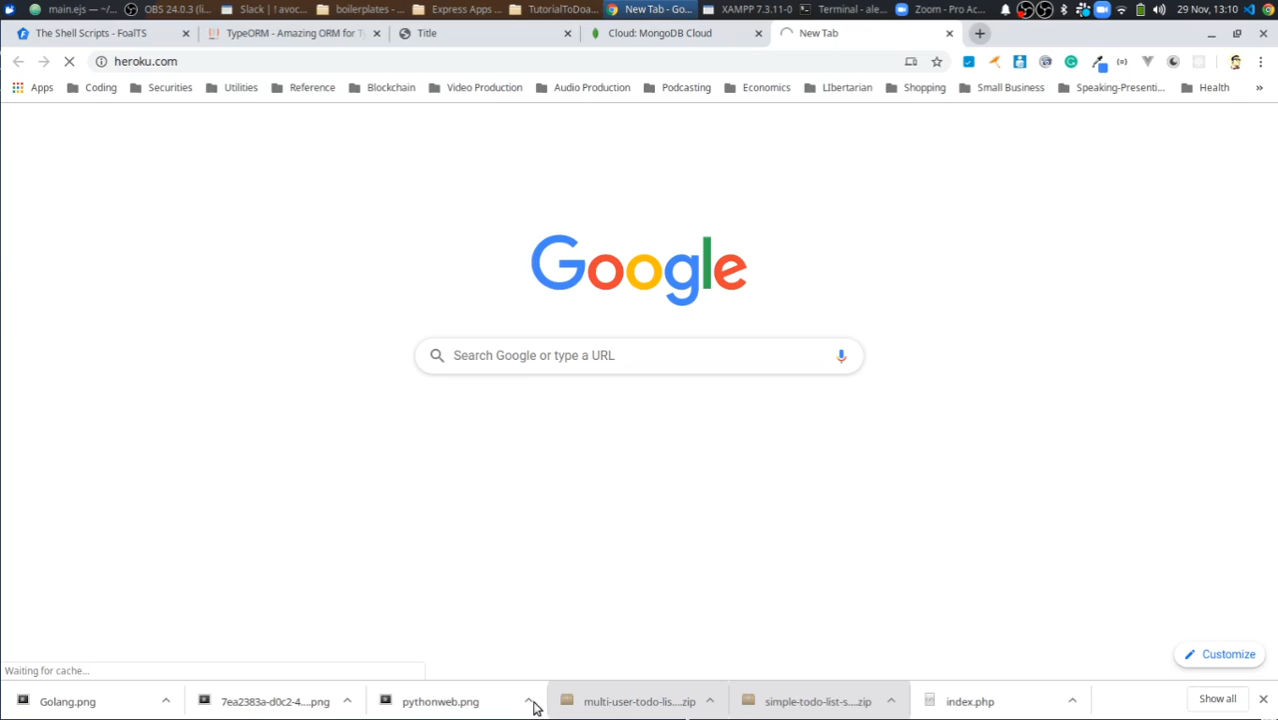 main.ejs — ~/... OBS 24.0.3 (li... Slack | ! avoc... boilerplates - ... Express Apps ... TutorialToDoa... New Tab - Go... XAMPP 7.3.11-0 Terminal - ale... Zoom - Pro Ac... 29 Nov, 13:10
The Shell Scripts - FoalTS TypeORM - Amazing ORM for Ty Title Cloud: MongoDB Cloud New Tab
heroku.com
Apps Coding Securities Utilities Reference Blockchain Video Production Audio Production Podcasting Economics LIbertarian Shopping Small Business Speaking-Presenti... Health »
Google
Search Google or type a URL
Customize
Waiting for cache...
Golang.png 7ea2383a-d0c2-4....png pythonweb.png multi-user-todo-lis....zip simple-todo-list-s....zip index.php Show all